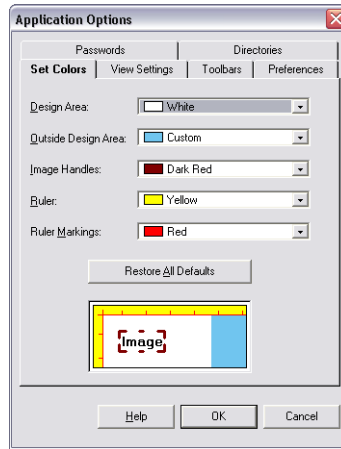 Application Options
Passwords Directories
Set Colors View Settings Toolbars Preferences
Design Area: White
Outside Design Area: Custom
Image Handles: Dark Red
Ruler: Yellow
Ruler Markings: Red
Restore All Defaults
Image
Help OK Cancel